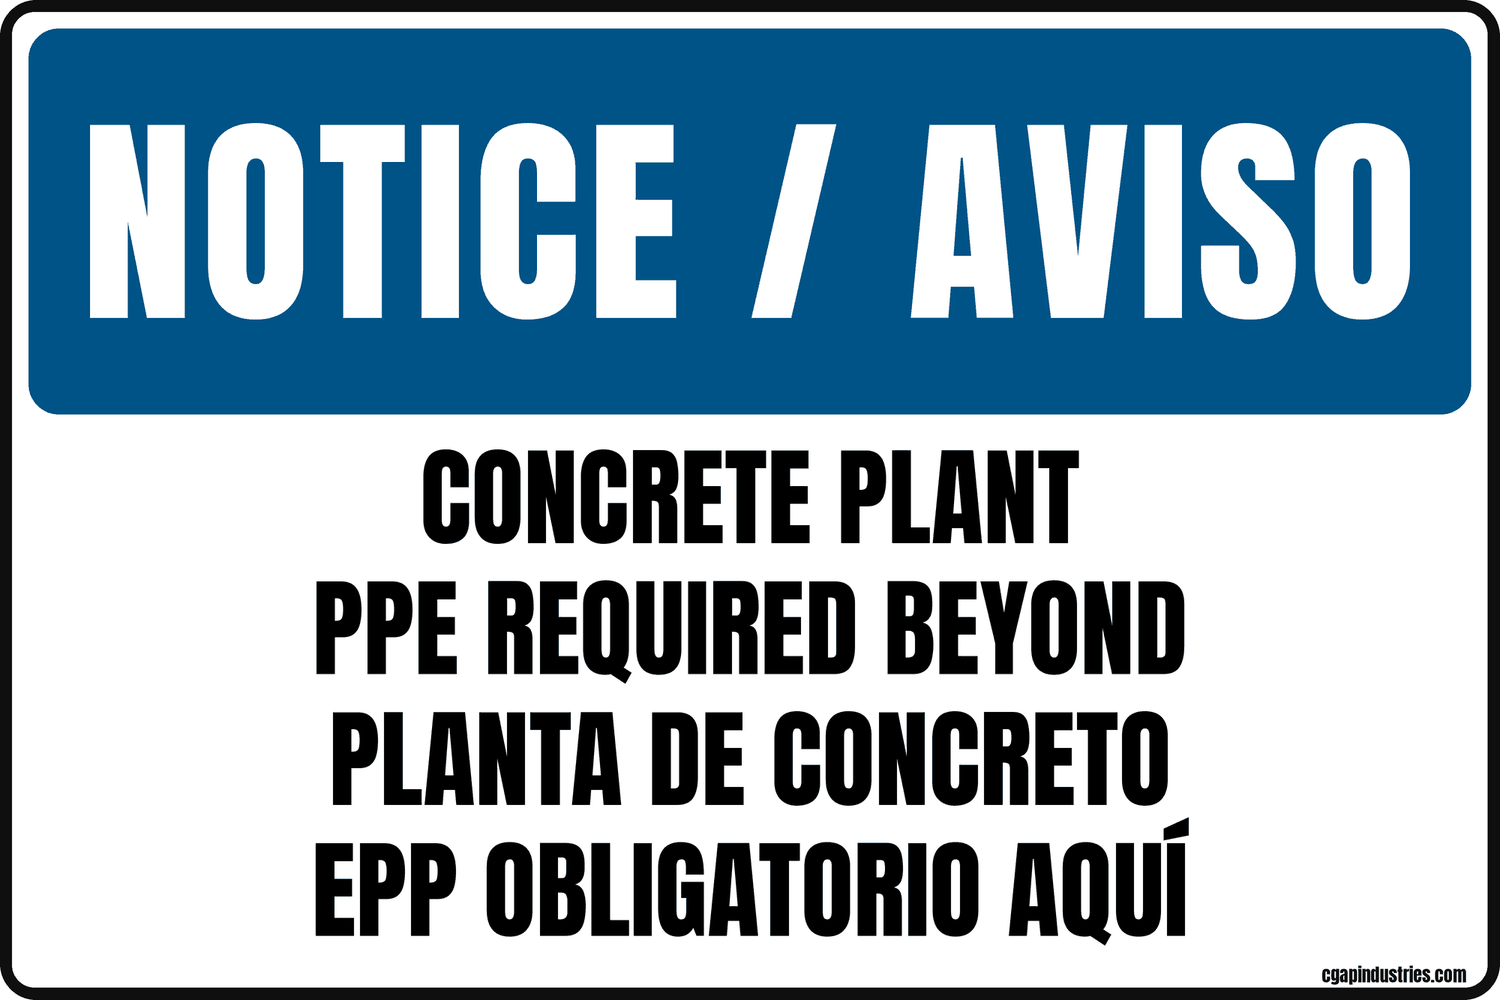 NOTICE / AVISO
CONCRETE PLANT
PPE REQUIRED BEYOND
PLANTA DE CONCRETO
EPP OBLIGATORIO AQUÍ
cgapindustries.com